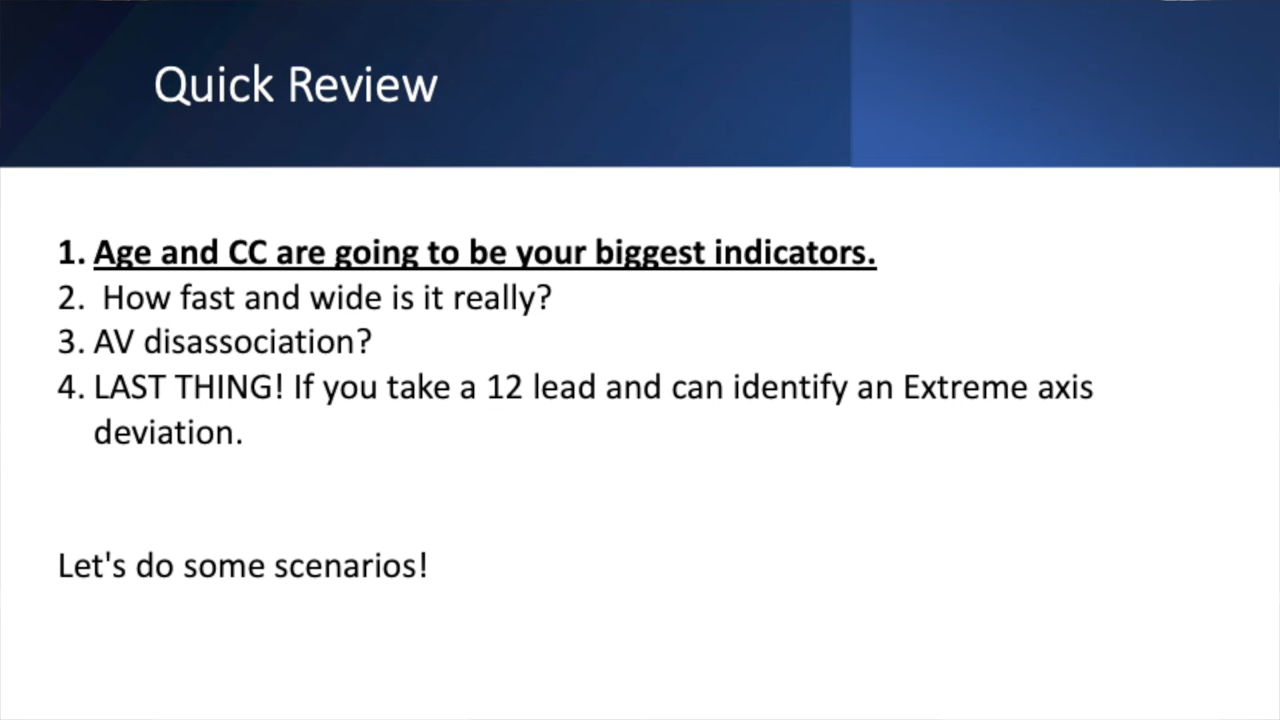 Quick Review
1. Age and CC are going to be your biggest indicators.
2. How fast and wide is it really?
3. AV disassociation?
4. LAST THING! If you take a 12 lead and can identify an Extreme axis
deviation.
Let's do some scenarios!